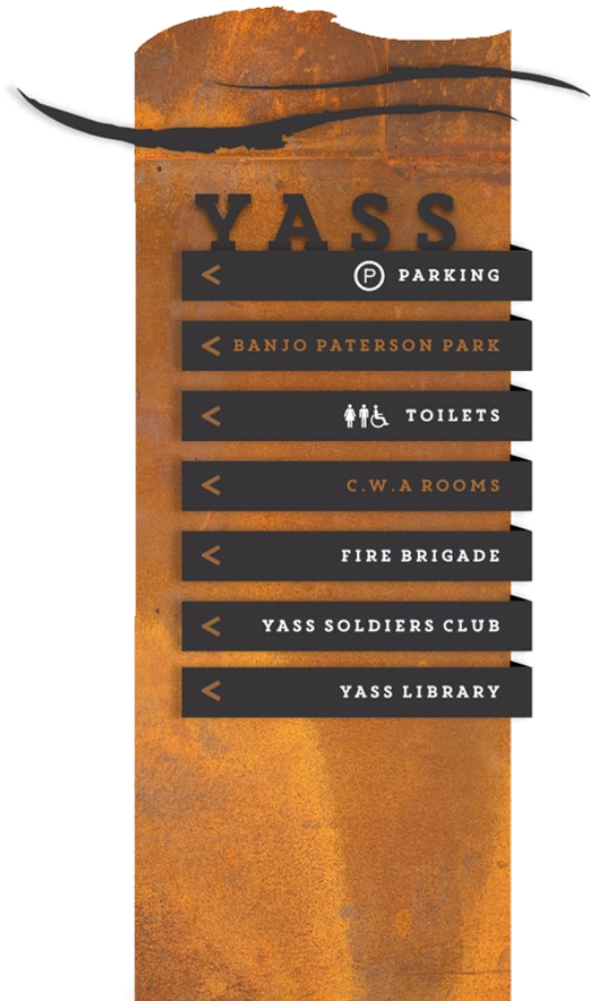 YASS
< P PARKING
< BANJO PATERSON PARK
< TOILETS
< C.W.A ROOMS
< FIRE BRIGADE
< YASS SOLDIERS CLUB
< YASS LIBRARY